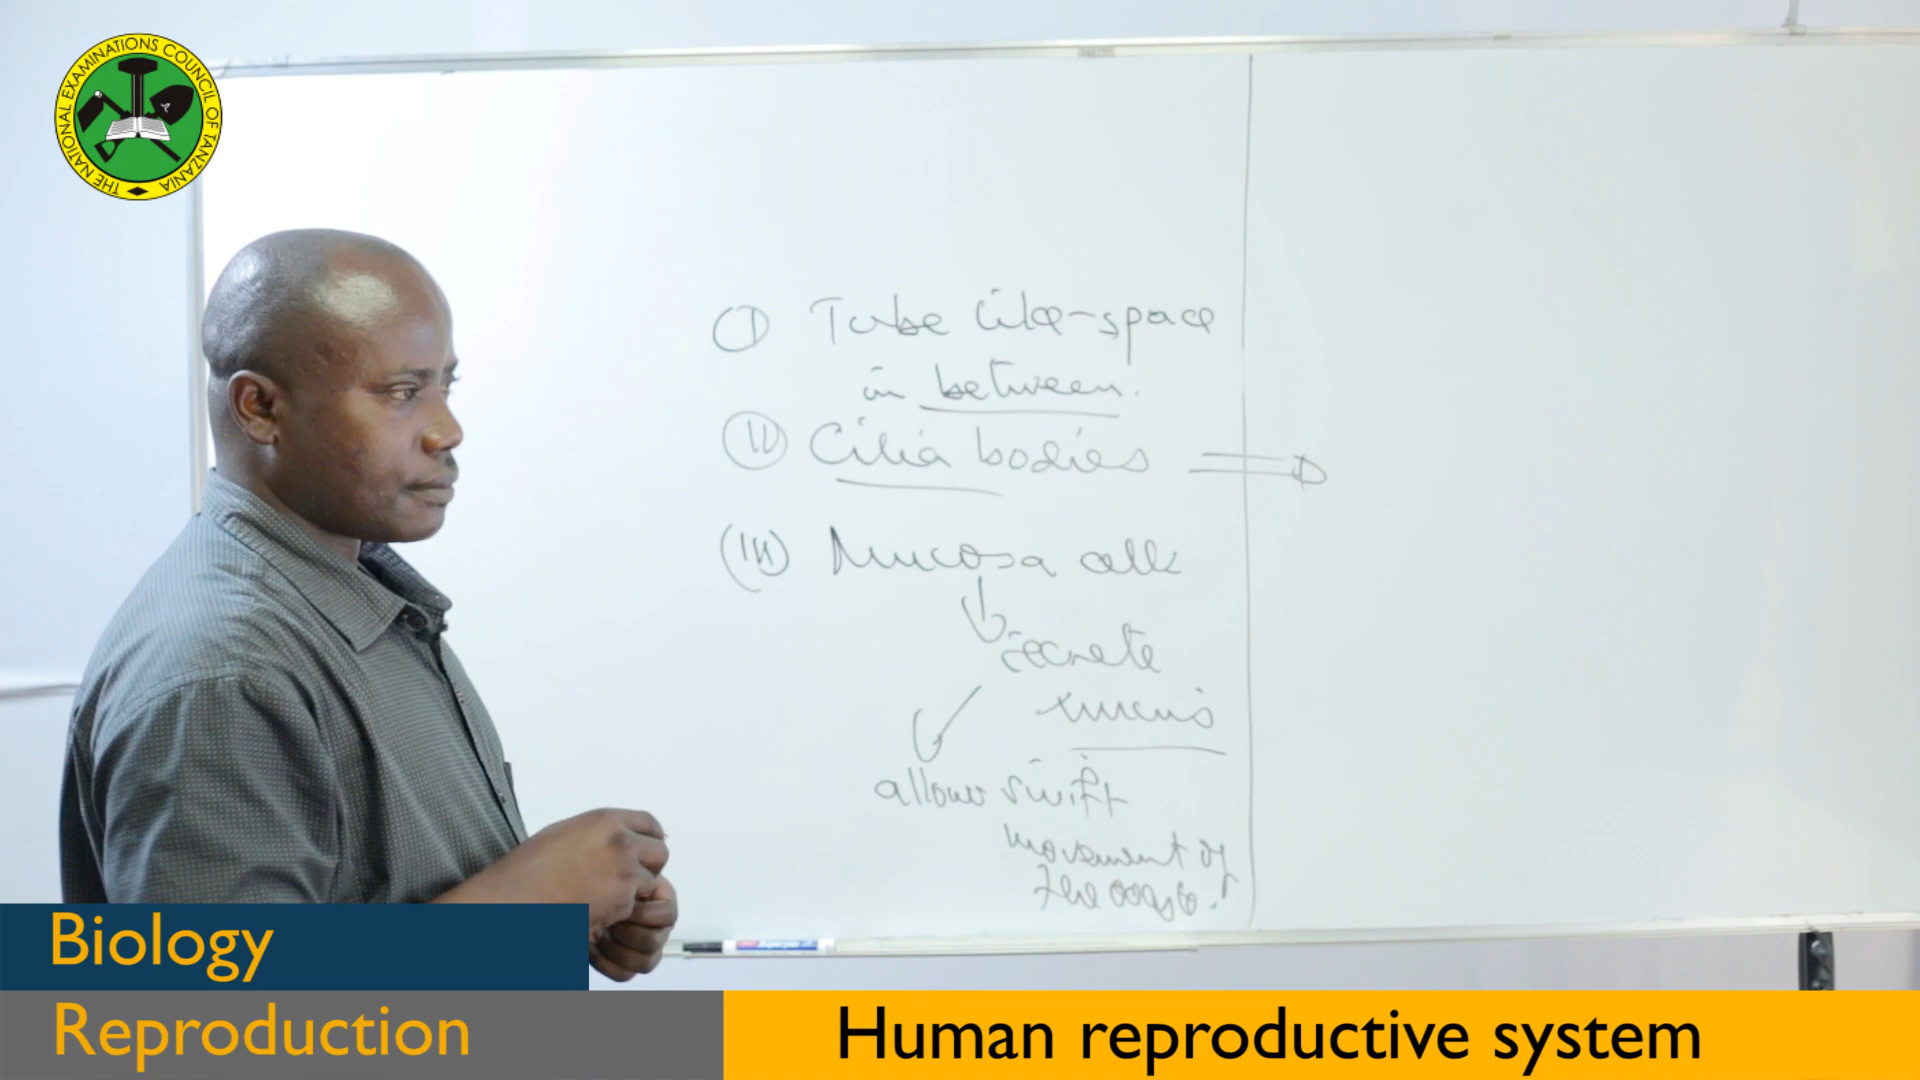 THE NATIONAL EXAMINATIONS COUNCIL OF TANZANIA
(I) Tube like-space
in between.
(II) Cilia bodies
(III) Mucosa cells
secrete
mucus
allow swift
movement of
the
Biology
Reproduction
Human reproductive system